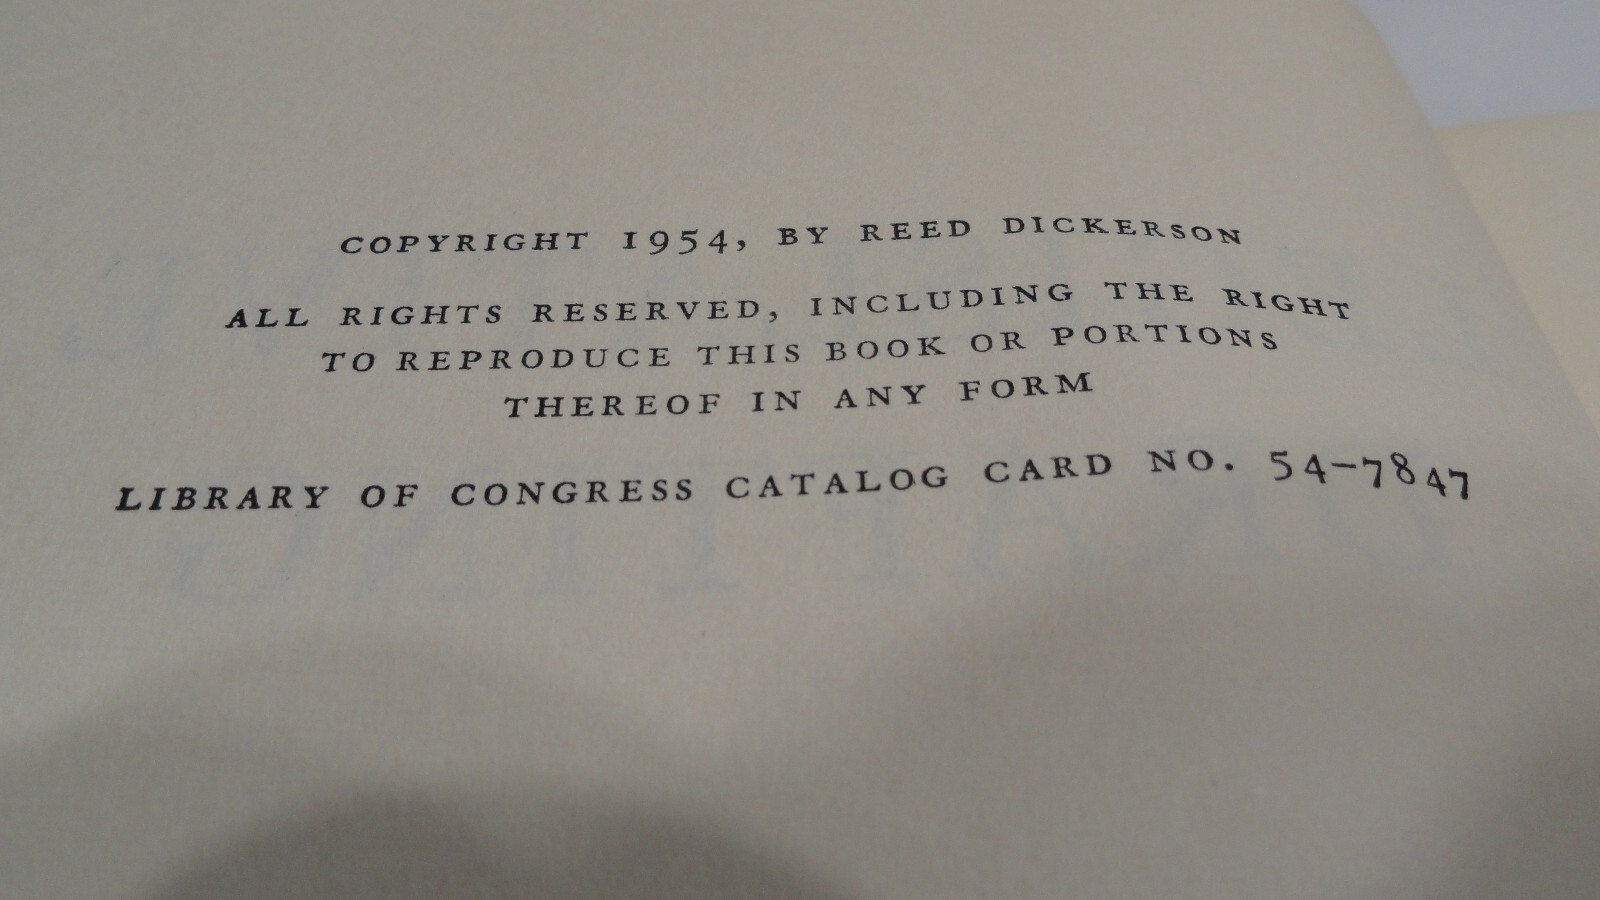 COPYRIGHT 1954, BY REED DICKERSON
ALL RIGHTS RESERVED, INCLUDING THE RIGHT
TO REPRODUCE THIS BOOK OR PORTIONS
THEREOF IN ANY FORM
LIBRARY OF CONGRESS CATALOG CARD NO. 54-7847